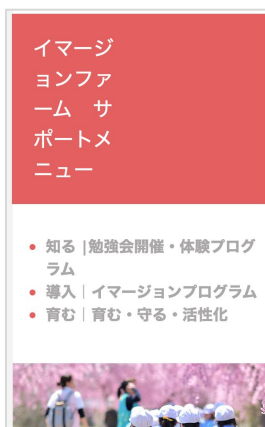 イマージ
ョンファ
ーム　サ
ポートメ
ニュー
知る |勉強会開催・体験プログ
ラム
導入｜イマージョンプログラム
育む｜育む・守る・活性化